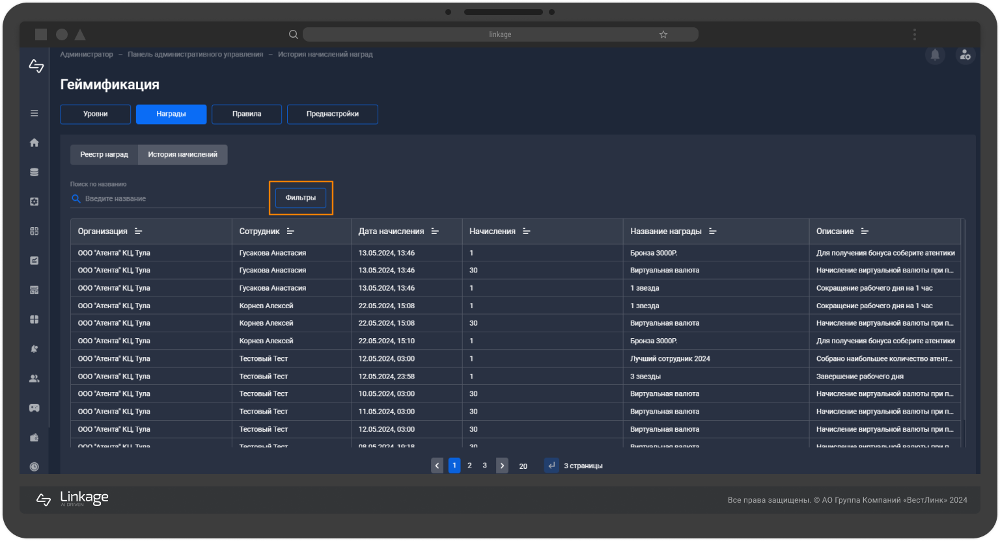 linkage
Администратор – Панель административного управления – История начислений наград
Геймификация
Уровни Награды Правила Преднастройки
Реестр наград История начислений
Поиск по названию
Введите название Фильтры
Организация Сотрудник Дата начисления Начисления Название награды Описание
ООО "Атента" КЦ, Тула Гусакова Анастасия 13.05.2024, 13:46 1 Бронза 3000Р. Для получения бонуса соберите атентики
ООО "Атента" КЦ, Тула Гусакова Анастасия 13.05.2024, 13:46 30 Виртуальная валюта Начисление виртуальной валюты при п...
ООО "Атента" КЦ, Тула Гусакова Анастасия 13.05.2024, 13:46 1 1 звезда Сокращение рабочего дня на 1 час
ООО "Атента" КЦ, Тула Корнев Алексей 22.05.2024, 15:08 1 1 звезда Сокращение рабочего дня на 1 час
ООО "Атента" КЦ, Тула Корнев Алексей 22.05.2024, 15:08 30 Виртуальная валюта Начисление виртуальной валюты при п...
ООО "Атента" КЦ, Тула Корнев Алексей 22.05.2024, 15:10 1 Бронза 3000Р. Для получения бонуса соберите атентики
ООО "Атента" КЦ, Тула Тестовый Тест 12.05.2024, 03:00 1 Лучший сотрудник 2024 Собрано наибольшее количество атент...
ООО "Атента" КЦ, Тула Тестовый Тест 12.05.2024, 23:58 1 3 звезды Завершение рабочего дня
ООО "Атента" КЦ, Тула Тестовый Тест 10.05.2024, 03:00 30 Виртуальная валюта Начисление виртуальной валюты при п...
ООО "Атента" КЦ, Тула Тестовый Тест 11.05.2024, 03:00 30 Виртуальная валюта Начисление виртуальной валюты при п...
ООО "Атента" КЦ, Тула Тестовый Тест 12.05.2024, 03:00 30 Виртуальная валюта Начисление виртуальной валюты при п...
ООО "Атента" КЦ, Тула Тестовый Тест 08.05.2024, 19:18 30 Виртуальная валюта Начисление виртуальной валюты при п...
1 2 3 20 3 страницы
Linkage
AI DRIVEN
Все права защищены. © АО Группа Компаний «ВестЛинк» 2024